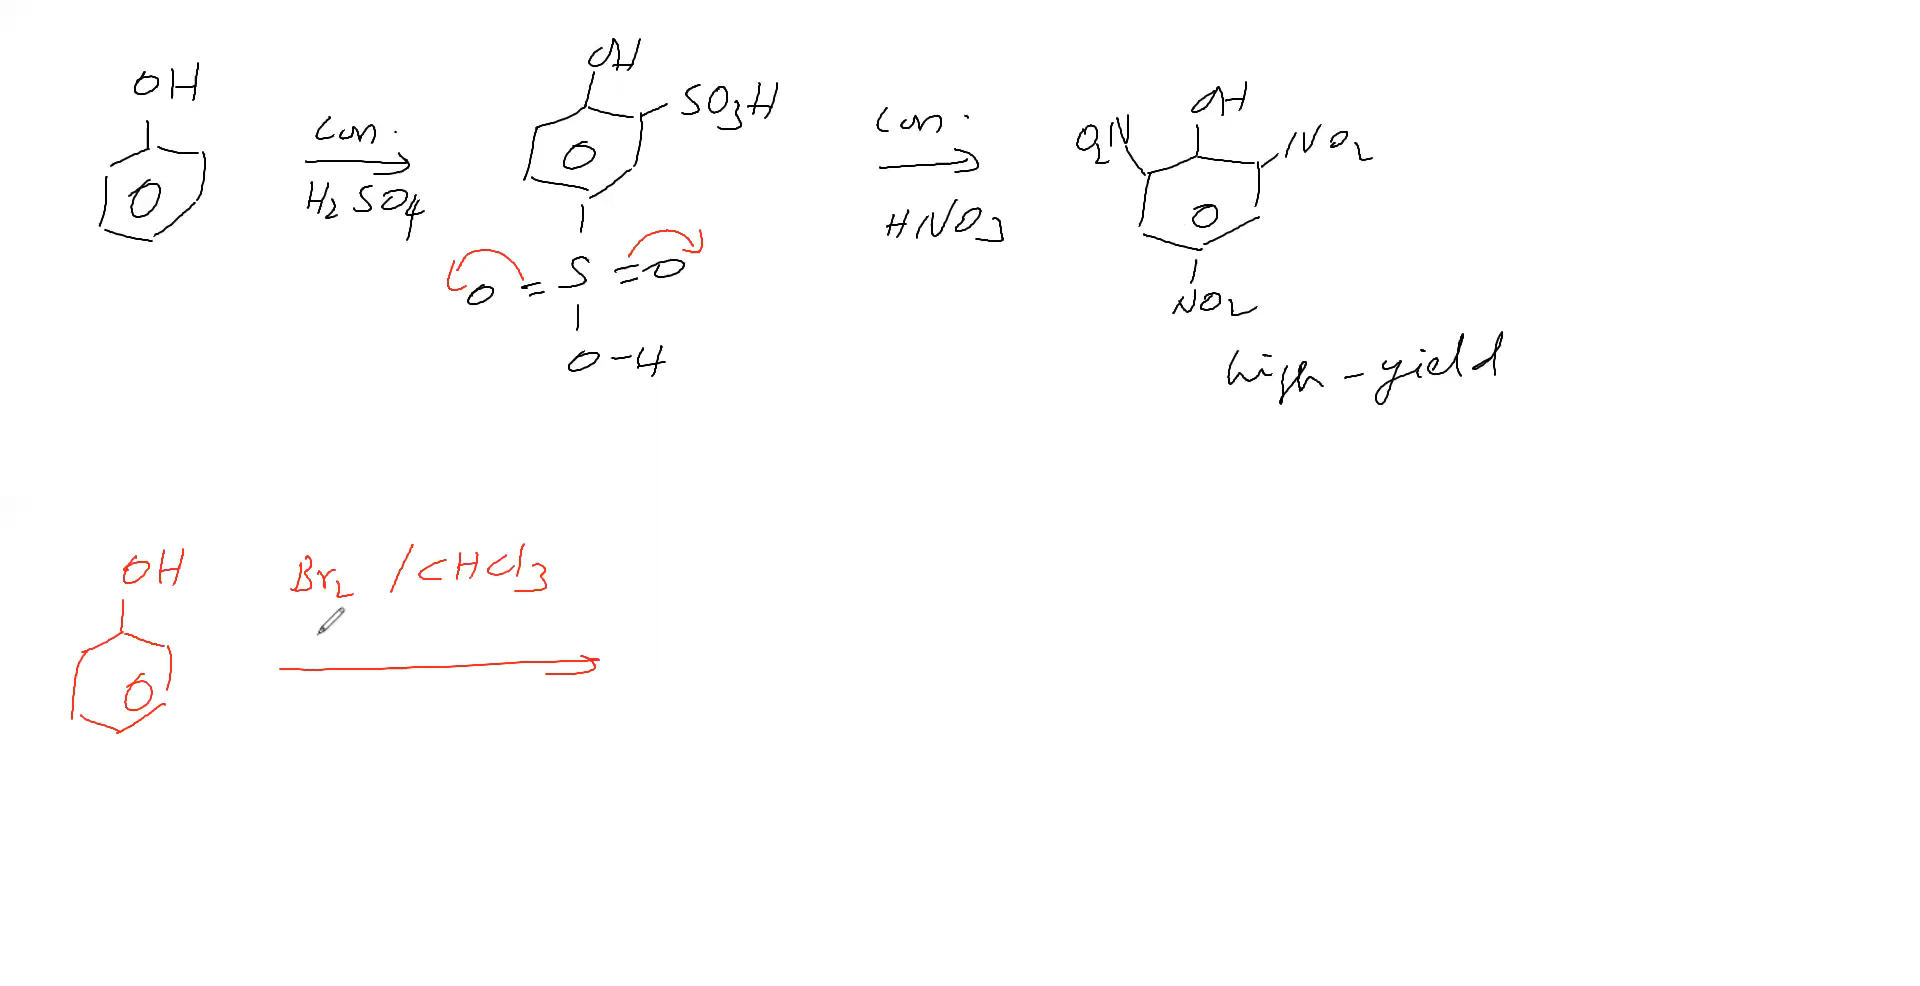 OH
Con.
H2SO4
OH
SO3H
O=S=O
O-H
Con.
HNO3
OH
O2N
NO2
NO2
high-yield
OH
Br2 /CHCl3